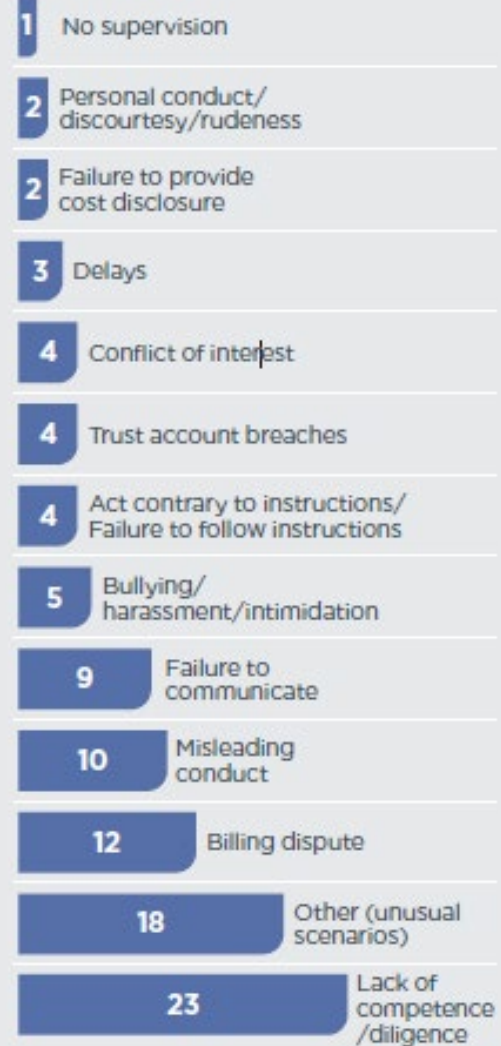 1 No supervision
2 Personal conduct/
discourtesy/rudeness
2 Failure to provide
cost disclosure
3 Delays
4 Conflict of interest
4 Trust account breaches
4 Act contrary to instructions/
Failure to follow instructions
5 Bullying/
harassment/intimidation
9 Failure to
communicate
10 Misleading
conduct
12 Billing dispute
18 Other (unusual
scenarios)
23 Lack of
competence
/diligence